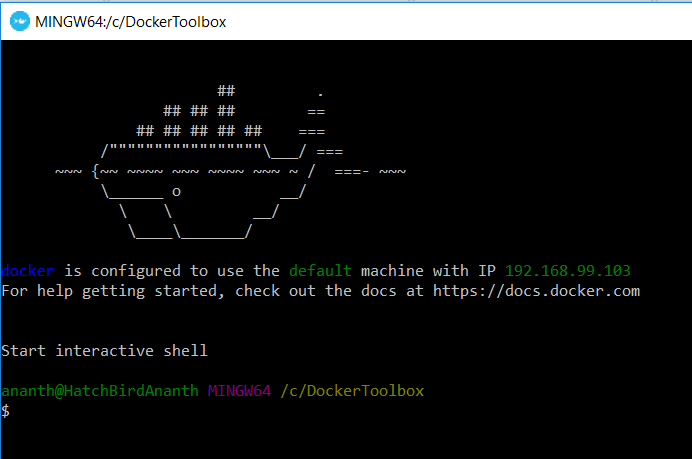 MINGW64:/c/DockerToolbox
                        ##         .
                  ## ## ##        ==
               ## ## ## ## ##    ===
           /"""""""""""""""""\___/ ===
      ~~~ {~~ ~~~~ ~~~ ~~~~ ~~~ ~ /  ===- ~~~
           \______ o           __/
             \    \         __/
              \____\_______/
docker is configured to use the default machine with IP 192.168.99.103
For help getting started, check out the docs at https://docs.docker.com
Start interactive shell
ananth@HatchBirdAnanth MINGW64 /c/DockerToolbox
$